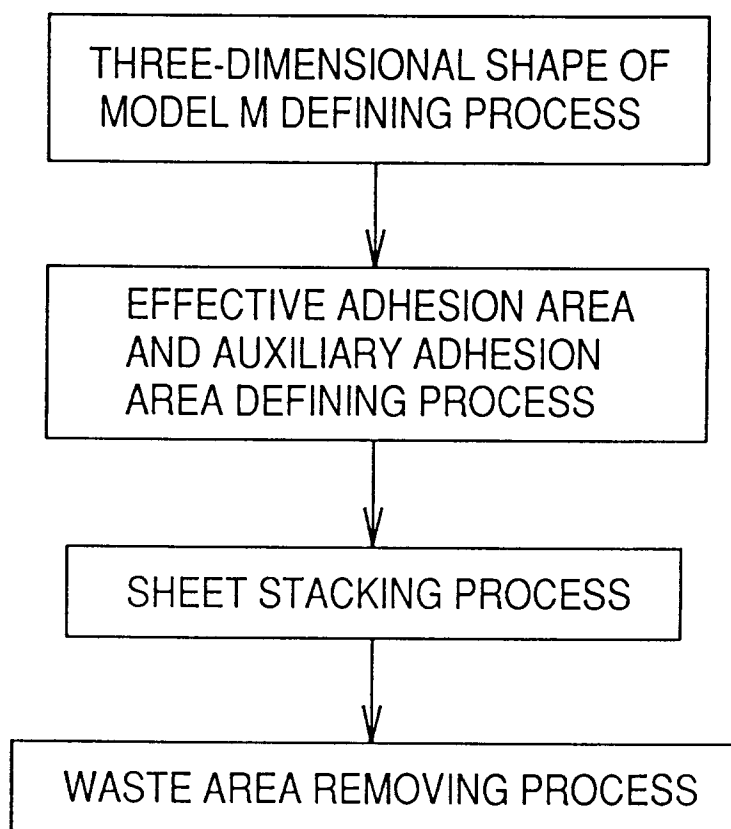 THREE-DIMENSIONAL SHAPE OF
MODEL M DEFINING PROCESS
EFFECTIVE ADHESION AREA
AND AUXILIARY ADHESION
AREA DEFINING PROCESS
SHEET STACKING PROCESS
WASTE AREA REMOVING PROCESS